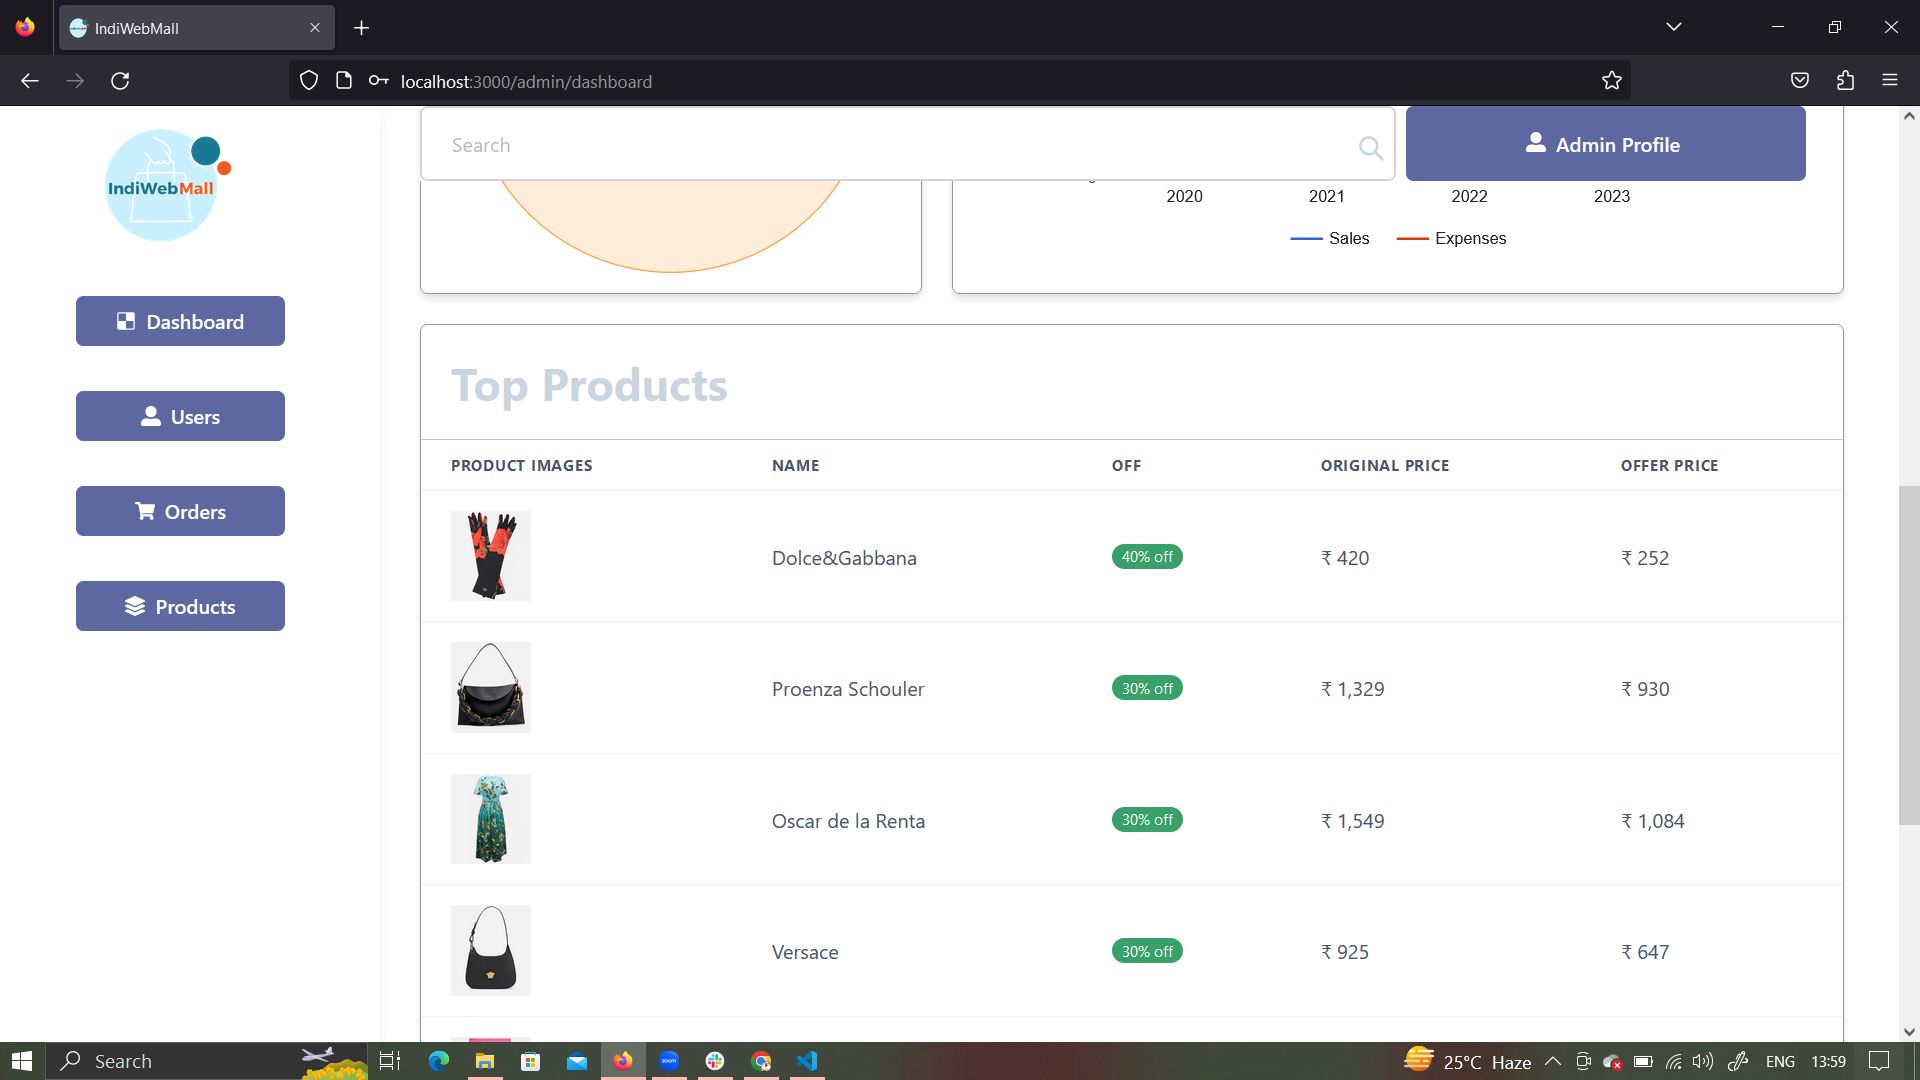 IndiWebMall
localhost:3000/admin/dashboard
IndiWebMall
Search
Admin Profile
2020 2021 2022 2023
Sales Expenses
Dashboard
Users
Orders
Products
Top Products
PRODUCT IMAGES NAME OFF ORIGINAL PRICE OFFER PRICE
Dolce&Gabbana 40% off ₹ 420 ₹ 252
Proenza Schouler 30% off ₹ 1,329 ₹ 930
Oscar de la Renta 30% off ₹ 1,549 ₹ 1,084
Versace 30% off ₹ 925 ₹ 647
Search
zoom
25°C Haze
ENG
13:59